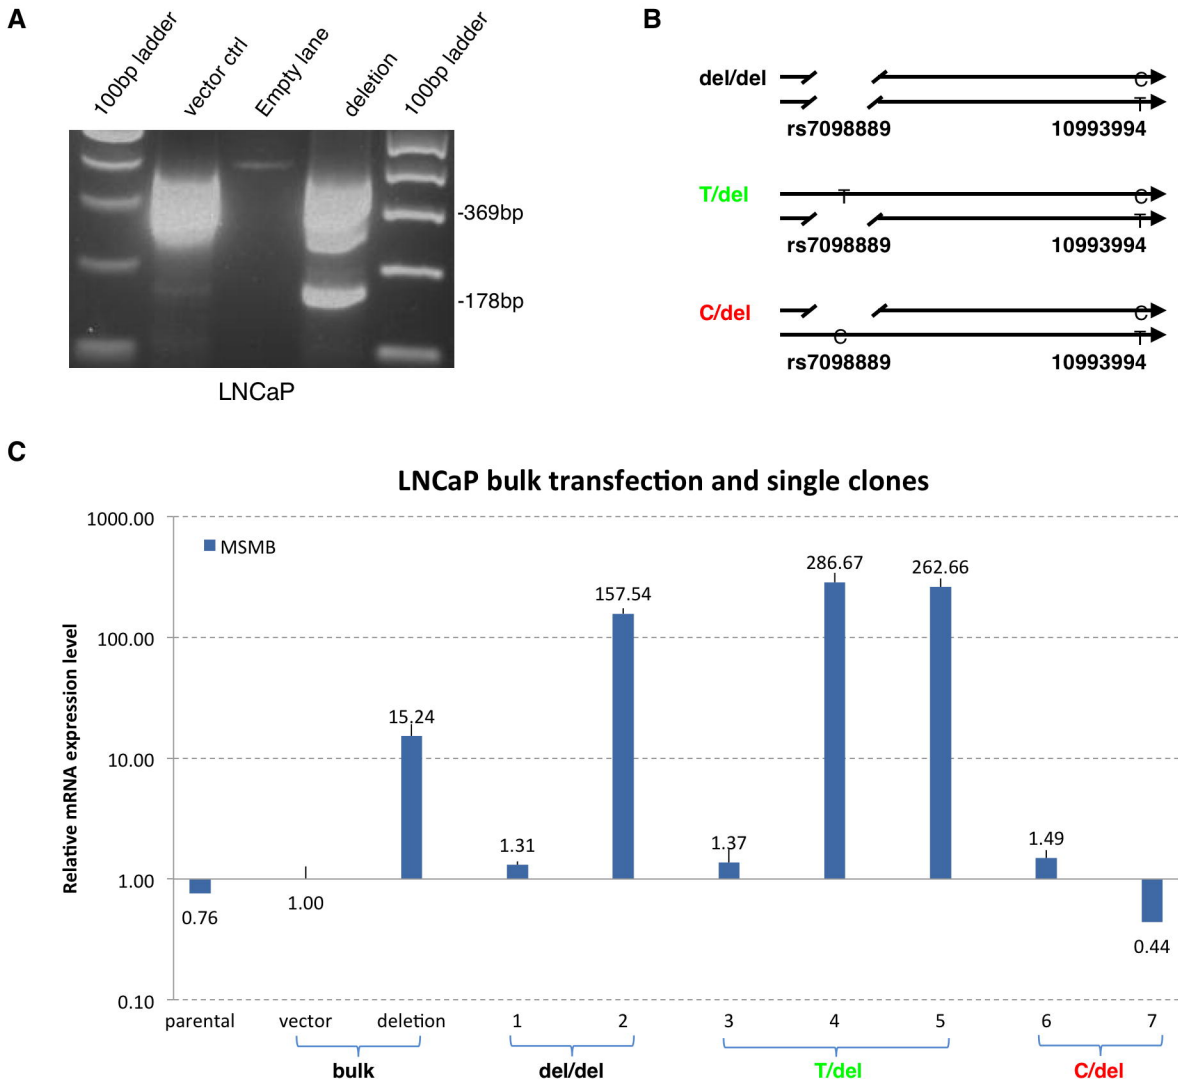 A
100bp ladder
vector ctrl
Empty lane
deletion
100bp ladder
-369bp
-178bp
LNCaP
B
del/del
C
T
rs7098889 10993994
T/del
T C
T
rs7098889 10993994
C/del
C
C T
rs7098889 10993994
C
LNCaP bulk transfection and single clones
Relative mRNA expression level
1000.00
100.00
10.00
1.00
0.10
MSMB
0.76
1.00
15.24
1.31
157.54
1.37
286.67
262.66
1.49
0.44
parental vector deletion 1 2 3 4 5 6 7
bulk del/del T/del C/del